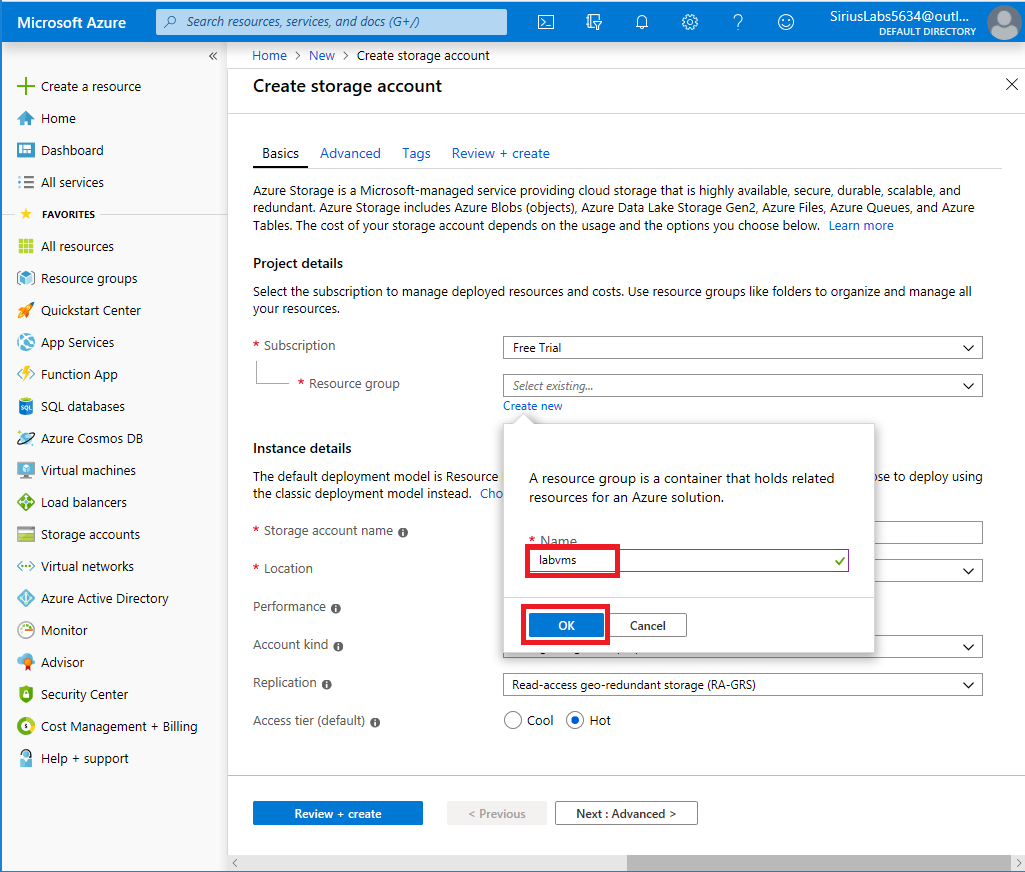 Microsoft Azure
Search resources, services, and docs (G+/)
SiriusLabs5634@outl...
DEFAULT DIRECTORY
Home > New > Create storage account
Create storage account
Create a resource
Home
Dashboard
All services
FAVORITES
All resources
Resource groups
Quickstart Center
App Services
Function App
SQL databases
Azure Cosmos DB
Virtual machines
Load balancers
Storage accounts
Virtual networks
Azure Active Directory
Monitor
Advisor
Security Center
Cost Management + Billing
Help + support
Basics Advanced Tags Review + create
Azure Storage is a Microsoft-managed service providing cloud storage that is highly available, secure, durable, scalable, and
redundant. Azure Storage includes Azure Blobs (objects), Azure Data Lake Storage Gen2, Azure Files, Azure Queues, and Azure
Tables. The cost of your storage account depends on the usage and the options you choose below. Learn more
Project details
Select the subscription to manage deployed resources and costs. Use resource groups like folders to organize and manage all
your resources.
* Subscription
Free Trial
* Resource group
Select existing...
Create new
A resource group is a container that holds related
resources for an Azure solution.
* Name
labvms
OK Cancel
Instance details
The default deployment model is Resource ose to deploy using
the classic deployment model instead. Cho
* Storage account name
* Location
Performance
Account kind
Replication
Read-access geo-redundant storage (RA-GRS)
Access tier (default)
Cool Hot
Review + create < Previous Next : Advanced >